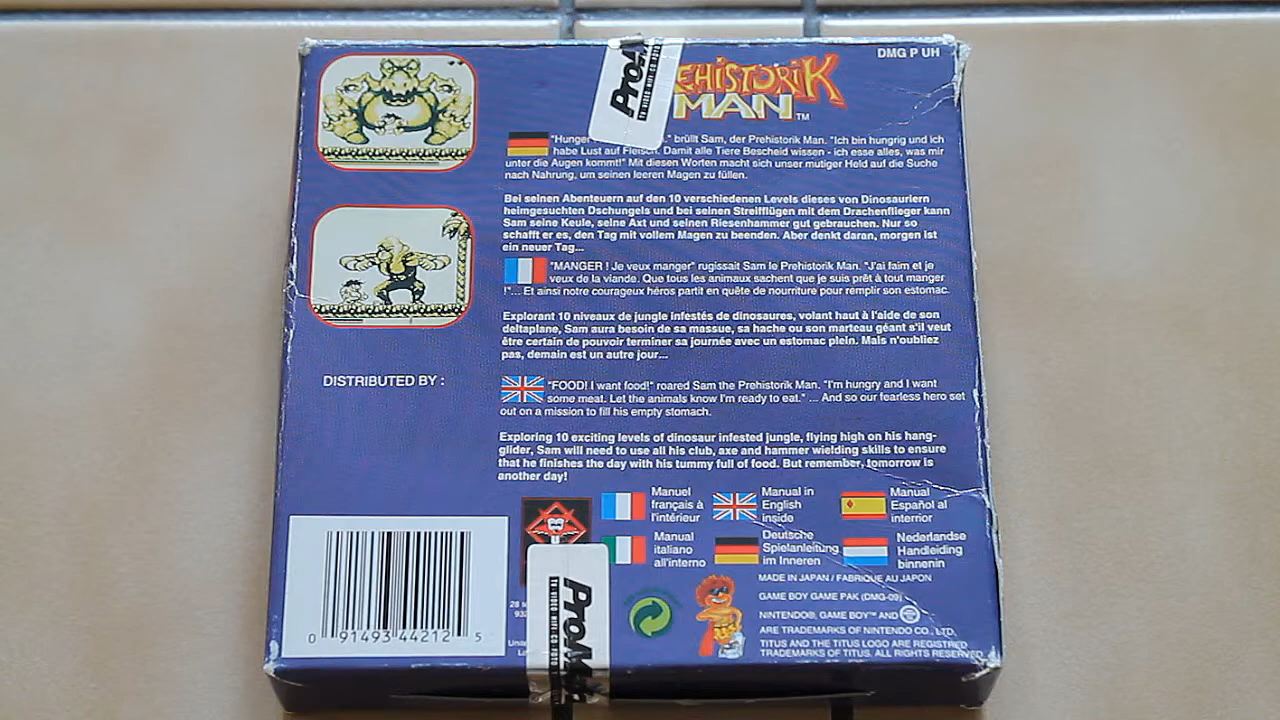 DMG P UH
EHISTORIK
MAN TM
ProM
TV VIDEO HIFI CD FOTO
"Hunger ." brüllt Sam, der Prehistorik Man. "Ich bin hungrig und ich
habe Lust auf Fleisch. Damit alle Tiere Bescheid wissen - ich esse alles, was mir
unter die Augen kommt!" Mit diesen Worten macht sich unser mutiger Held auf die Suche
nach Nahrung, um seinen leeren Magen zu füllen.
Bei seinen Abenteuern auf den 10 verschiedenen Levels dieses von Dinosauriern
heimgesuchten Dschungels und bei seinen Streifflügen mit dem Drachenflieger kann
Sam seine Keule, seine Axt und seinen Riesenhammer gut gebrauchen. Nur so
schafft er es, den Tag mit vollem Magen zu beenden. Aber denkt daran, morgen ist
ein neuer Tag...
"MANGER ! Je veux manger" rugissait Sam le Prehistorik Man. "J'ai faim et je
veux de la viande. Que tous les animaux sachent que je suis prêt à tout manger
!"... Et ainsi notre courageux héros partit en quête de nourriture pour remplir son estomac.
Explorant 10 niveaux de jungle infestés de dinosaures, volant haut à l'aide de son
deltaplane, Sam aura besoin de sa massue, sa hache ou son marteau géant s'il veut
être certain de pouvoir terminer sa journée avec un estomac plein. Mais n'oubliez
pas, demain est un autre jour...
DISTRIBUTED BY :
"FOOD! I want food!" roared Sam the Prehistorik Man. "I'm hungry and I want
some meat. Let the animals know I'm ready to eat." ... And so our fearless hero set
out on a mission to fill his empty stomach.
Exploring 10 exciting levels of dinosaur infested jungle, flying high on his hang-
glider, Sam will need to use all his club, axe and hammer wielding skills to ensure
that he finishes the day with his tummy full of food. But remember, tomorrow is
another day!
Manuel
français à
l'intérieur
Manual in
English
inside
Manual
Español al
interior
Manual
italiano
all'interno
Deutsche
Spielanleitung
im Inneren
Nederlandse
Handleiding
binnenin
0 91493 44212 5
28
93
ProM
TV VIDEO HIFI CD FOTO
MADE IN JAPAN / FABRIQUE AU JAPON
GAME BOY GAME PAK (DMG-09)
NINTENDO®, GAME BOY™ AND
ARE TRADEMARKS OF NINTENDO CO., LTD.
TITUS AND THE TITUS LOGO ARE REGISTRED
TRADEMARKS OF TITUS. ALL RIGHTS RESERVED.